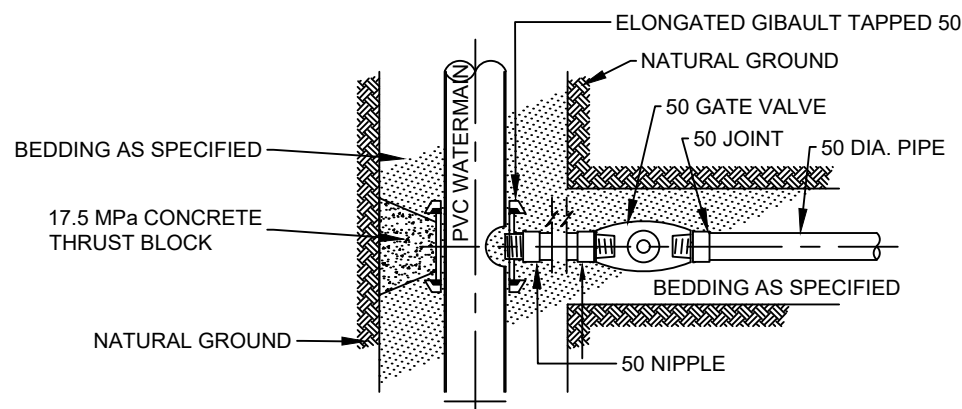 ELONGATED GIBAULT TAPPED 50
NATURAL GROUND
50 GATE VALVE
50 JOINT
50 DIA. PIPE
BEDDING AS SPECIFIED
PVC WATERMAIN
17.5 MPa CONCRETE
THRUST BLOCK
BEDDING AS SPECIFIED
NATURAL GROUND
50 NIPPLE